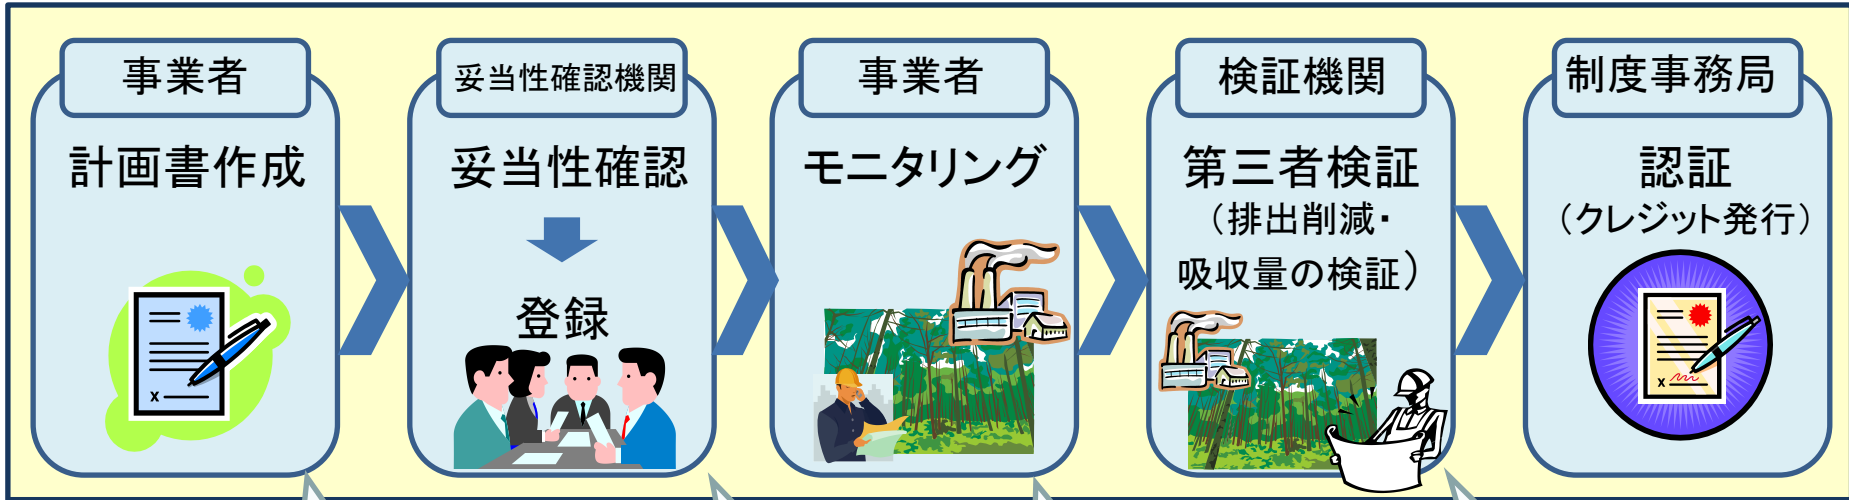 事業者
計画書作成
妥当性確認機関
妥当性確認
登録
事業者
モニタリング
検証機関
第三者検証
（排出削減・
吸収量の検証）
制度事務局
認証
（クレジット発行）